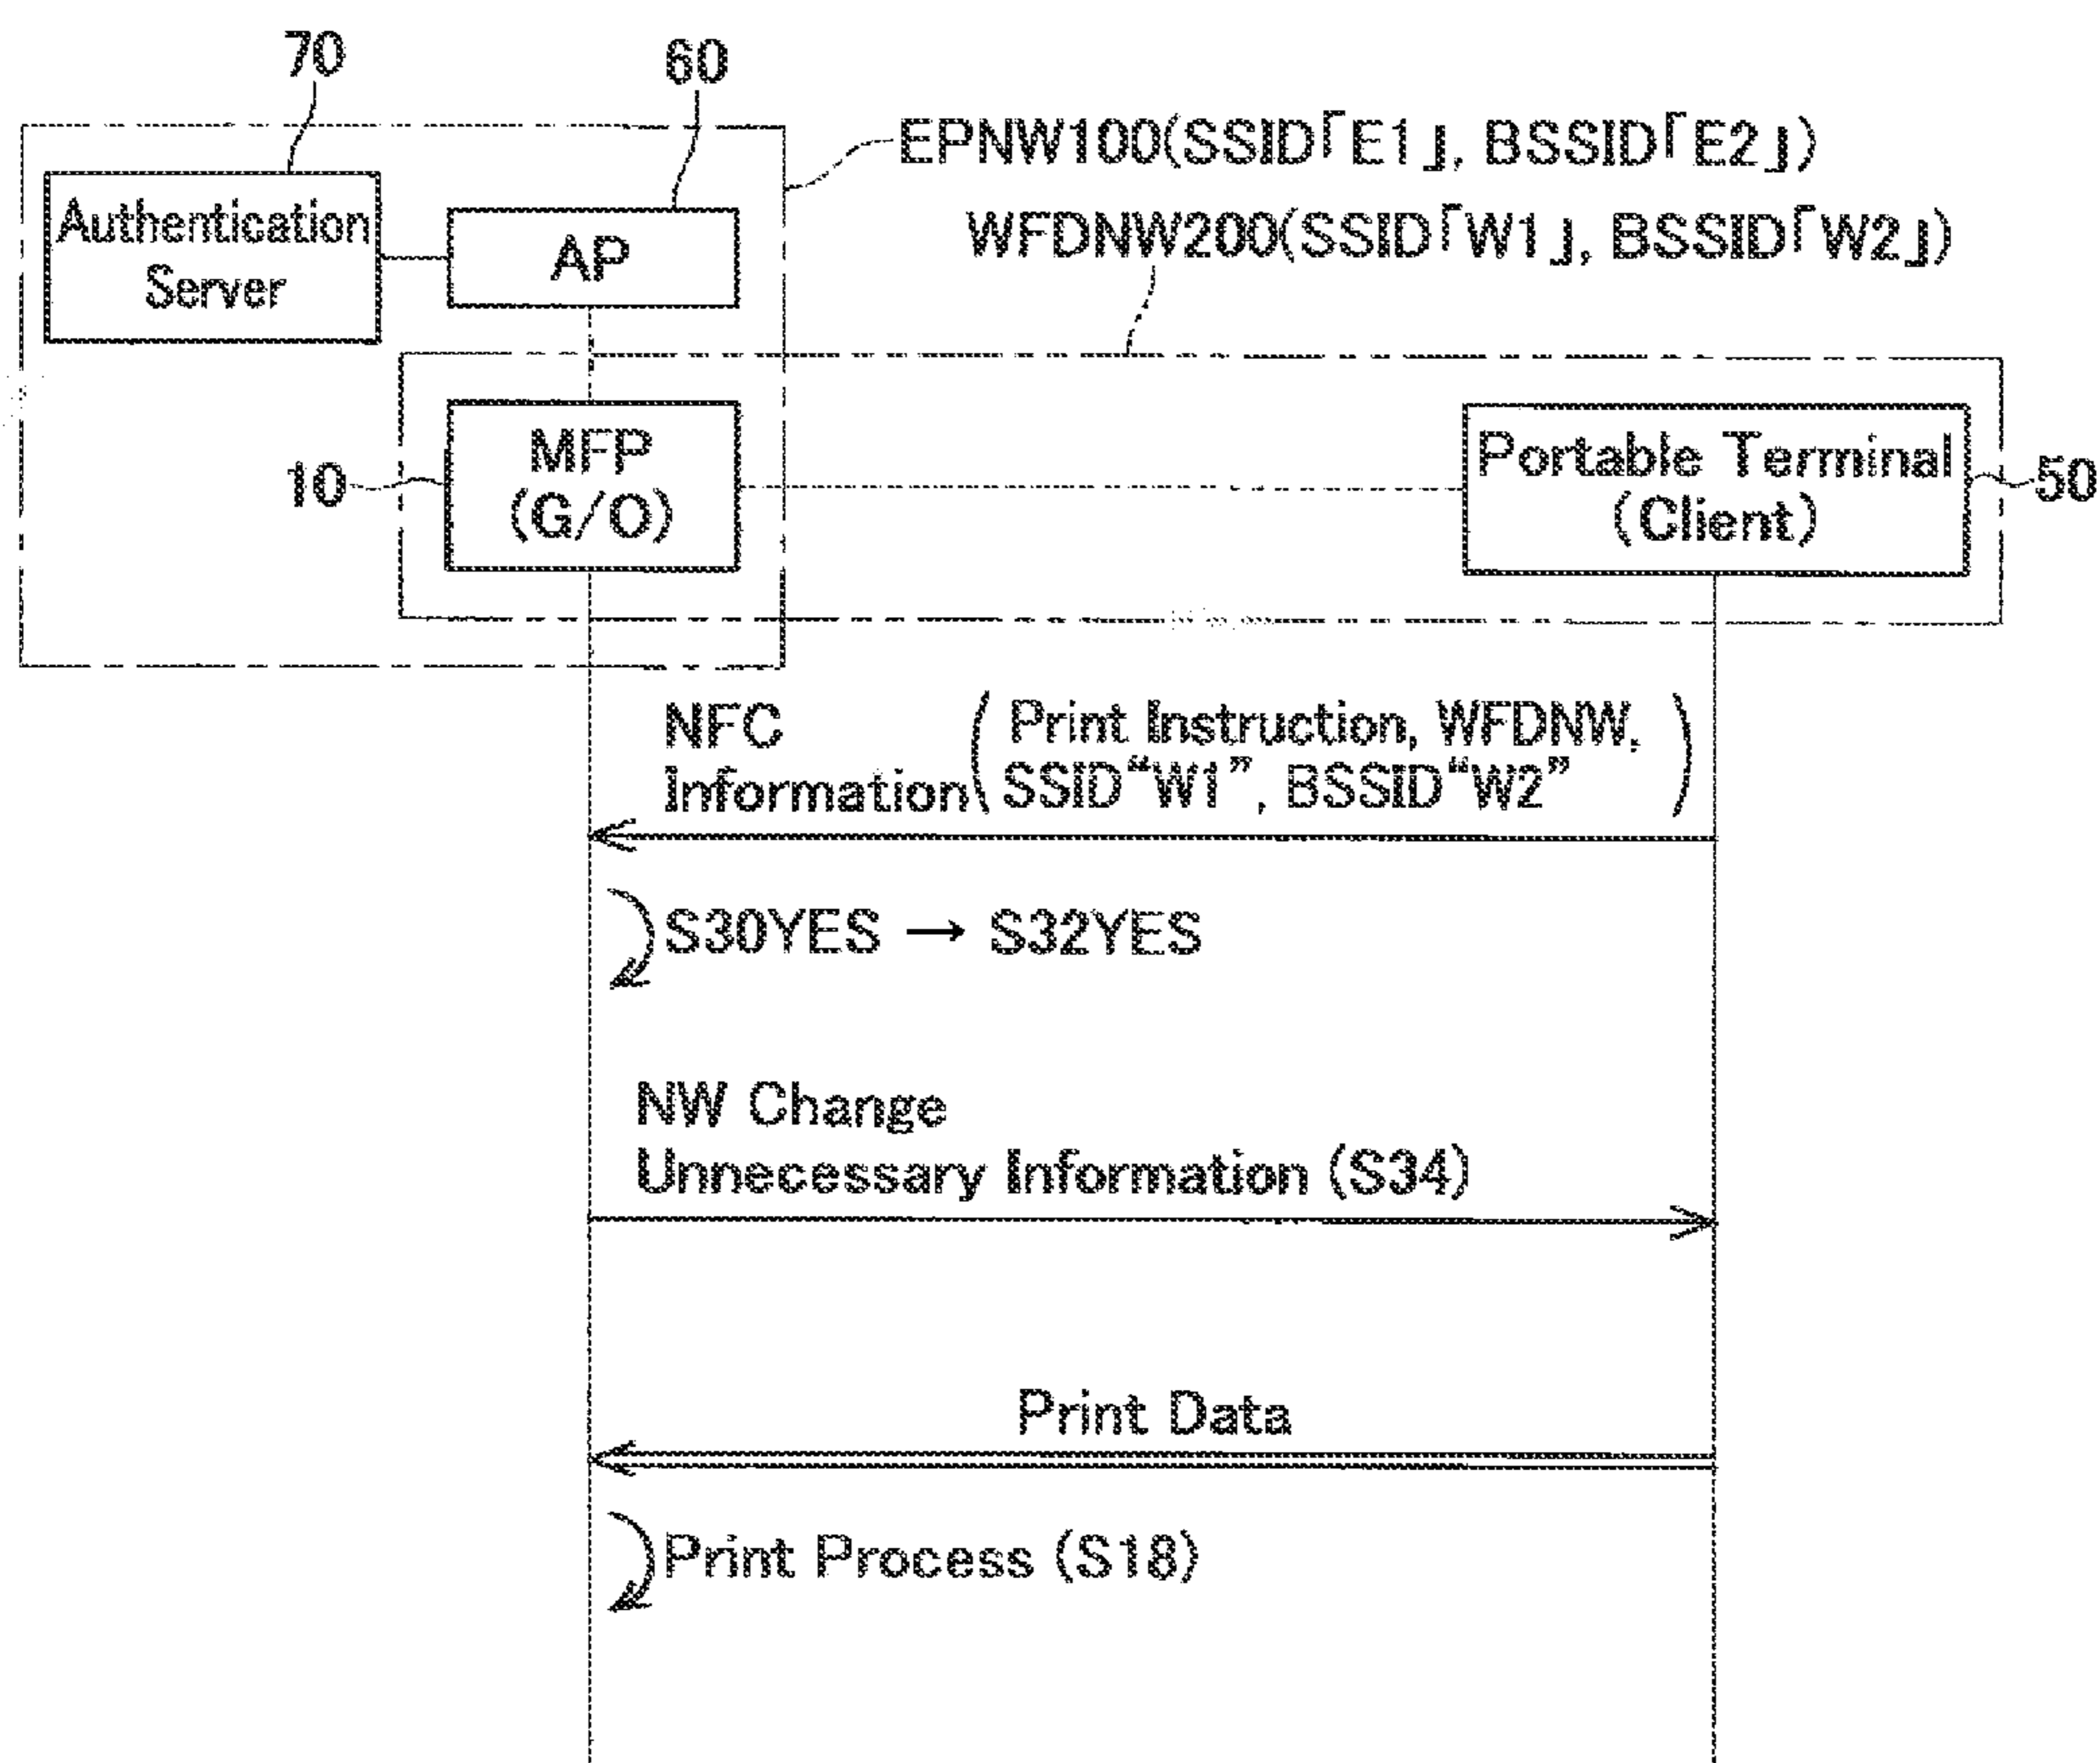 70
60
EPNW100(SSID「E1」, BSSID「E2」)
Authentication
Server
AP
WFDNW200(SSID「W1」, BSSID「W2」)
10
MFP
(G/O)
Portable Terminal
(Client)
50
NFC
Information
(Print Instruction, WFDNW,
SSID“W1”, BSSID“W2”)
S30YES → S32YES
NW Change
Unnecessary Information (S34)
Print Data
Print Process (S18)